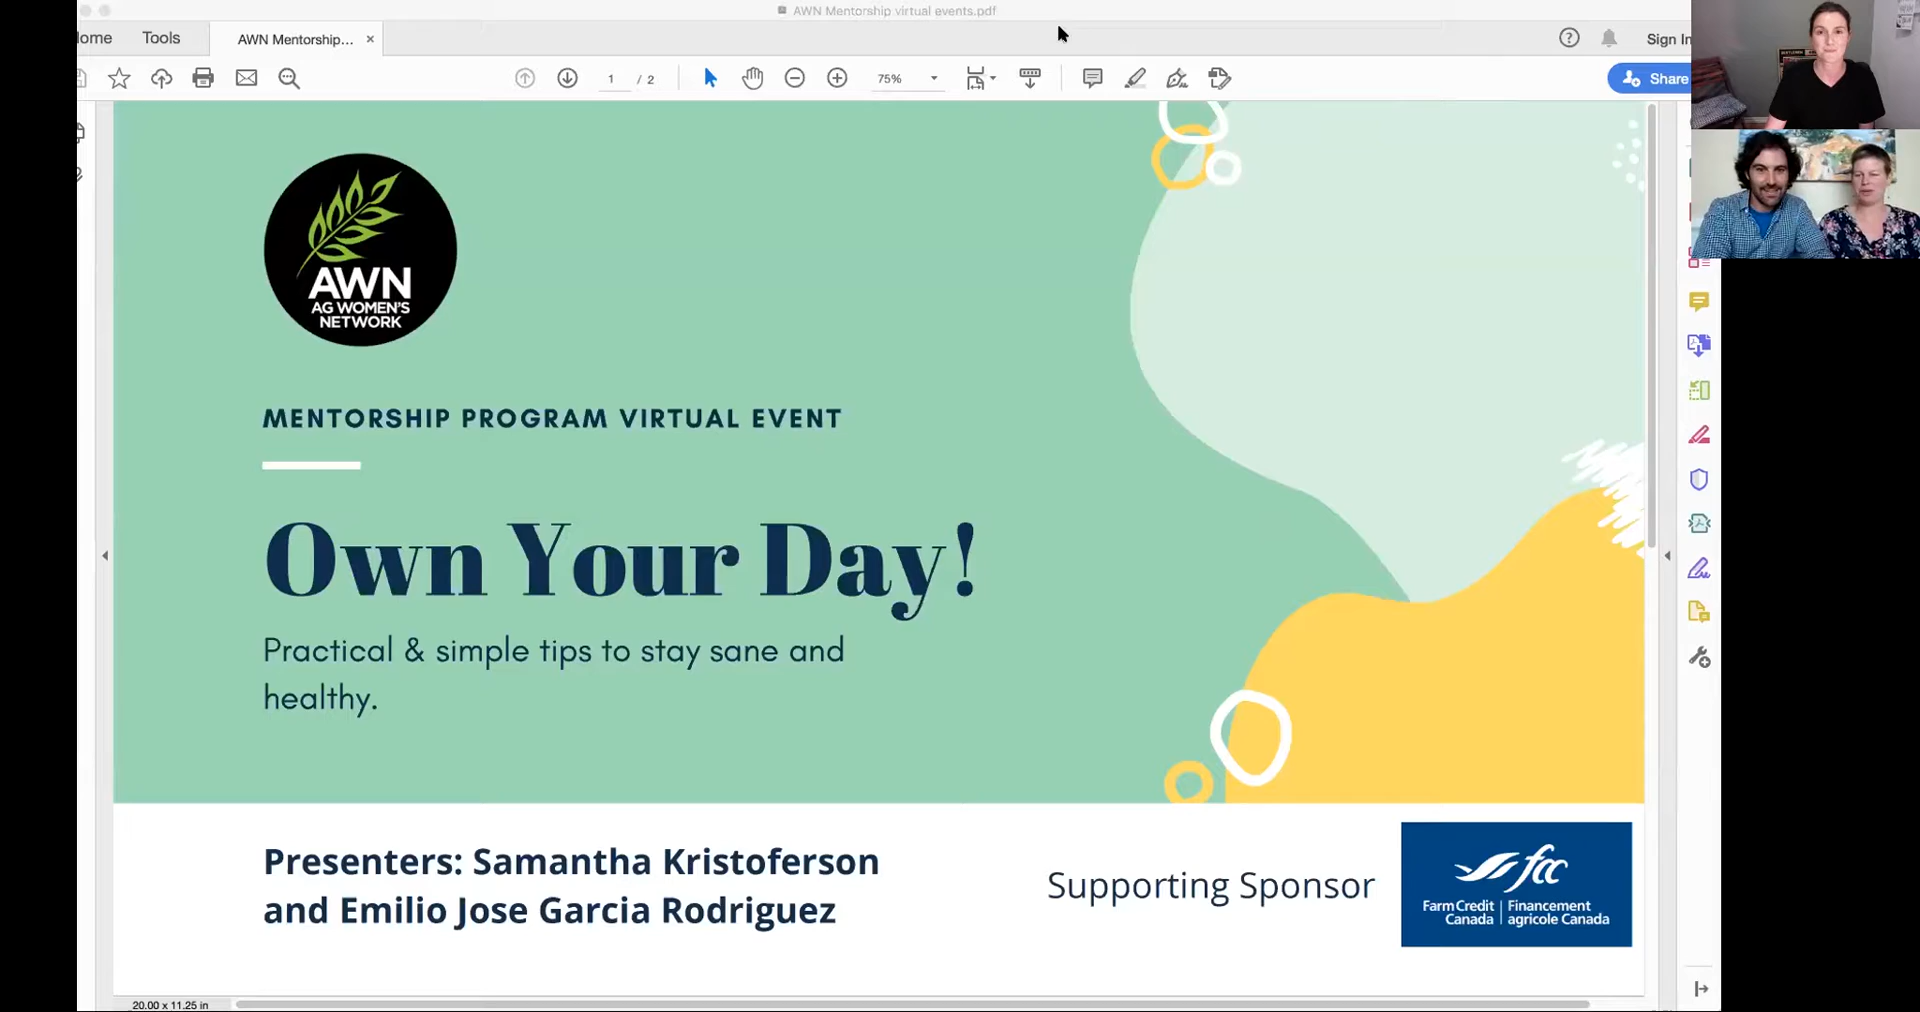 AWN Mentorship virtual events.pdf
ome
Tools
AWN Mentorship...
Sign In
1 / 2
75%
Share
AWN
AG WOMEN'S
NETWORK
MENTORSHIP PROGRAM VIRTUAL EVENT
Own Your Day!
Practical & simple tips to stay sane and
healthy.
Presenters: Samantha Kristoferson
and Emilio Jose Garcia Rodriguez
Supporting Sponsor
fcc
Farm Credit | Financement
Canada | agricole Canada
20.00 x 11.25 in